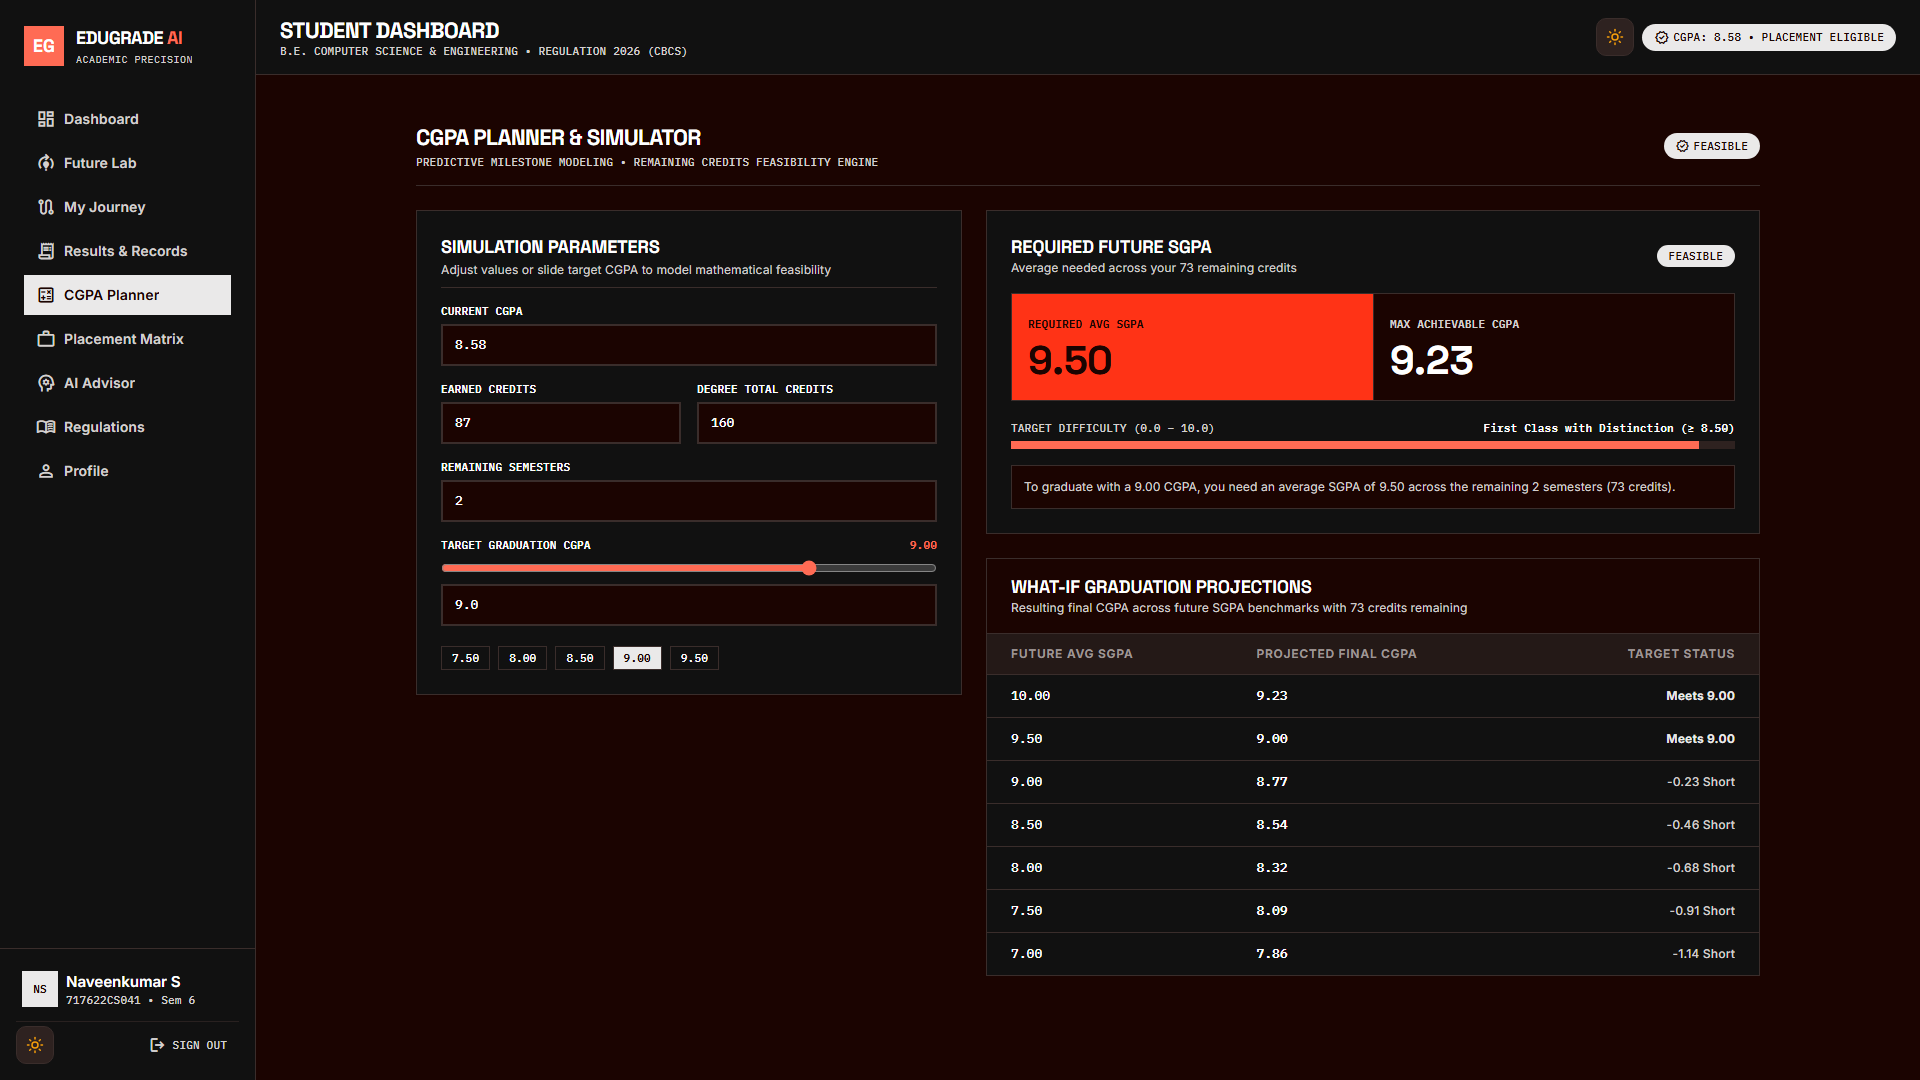 EG
EDUGRADE AI
ACADEMIC PRECISION
Dashboard
Future Lab
My Journey
Results & Records
CGPA Planner
Placement Matrix
AI Advisor
Regulations
Profile
NS
Naveenkumar S
717622CS041 • Sem 6
SIGN OUT
STUDENT DASHBOARD
B.E. COMPUTER SCIENCE & ENGINEERING • REGULATION 2026 (CBCS)
CGPA: 8.58 • PLACEMENT ELIGIBLE
CGPA PLANNER & SIMULATOR
PREDICTIVE MILESTONE MODELING • REMAINING CREDITS FEASIBILITY ENGINE
FEASIBLE
SIMULATION PARAMETERS
Adjust values or slide target CGPA to model mathematical feasibility
CURRENT CGPA
8.58
EARNED CREDITS DEGREE TOTAL CREDITS
87 160
REMAINING SEMESTERS
2
TARGET GRADUATION CGPA 9.00
9.0
7.50 8.00 8.50 9.00 9.50
REQUIRED FUTURE SGPA
Average needed across your 73 remaining credits
FEASIBLE
REQUIRED AVG SGPA
9.50
MAX ACHIEVABLE CGPA
9.23
TARGET DIFFICULTY (0.0 – 10.0) First Class with Distinction (≥ 8.50)
To graduate with a 9.00 CGPA, you need an average SGPA of 9.50 across the remaining 2 semesters (73 credits).
WHAT-IF GRADUATION PROJECTIONS
Resulting final CGPA across future SGPA benchmarks with 73 credits remaining
FUTURE AVG SGPA PROJECTED FINAL CGPA TARGET STATUS
10.00 9.23 Meets 9.00
9.50 9.00 Meets 9.00
9.00 8.77 -0.23 Short
8.50 8.54 -0.46 Short
8.00 8.32 -0.68 Short
7.50 8.09 -0.91 Short
7.00 7.86 -1.14 Short